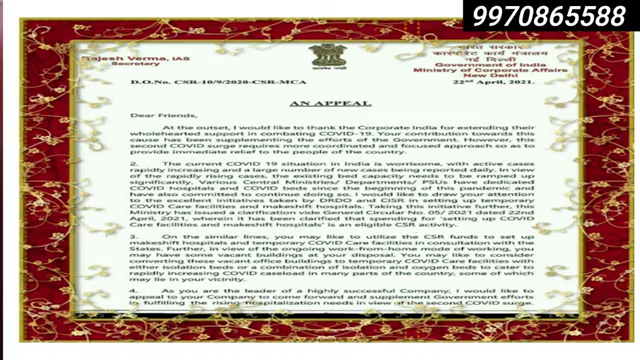 9970865588
Rajesh Verma, IAS
Secretary
भारत सरकार
कारपोरेट कार्य मंत्रालय
नई दिल्ली
Government of India
Ministry of Corporate Affairs
New Delhi
D.O.No. CSR-10/9/2020-CSR-MCA
22nd April, 2021.
AN APPEAL
Dear Friends,
At the outset, I would like to thank the Corporate India for extending their
wholehearted support in combating COVID-19. Your contribution towards this
cause has been supplementing the efforts of the Government. However, this
second COVID surge requires more coordinated and focused approach so as to
provide immediate relief to the people of the country.
2. The current COVID 19 situation in India is worrisome, with active cases
rapidly increasing and a large number of new cases being reported daily. In view
of the rapidly rising cases, the existing bed capacity needs to be ramped up
significantly. Various Central Ministries/ Departments/ PSUs have dedicated
COVID hospitals and COVID beds since the beginning of this pandemic and
have also committed to continue doing so. I would like to draw your attention
to the excellent initiatives taken by DRDO and CISR in setting up temporary
COVID Care facilities and makeshift hospitals. Taking this initiative further, this
Ministry has issued a clarification vide General Circular No. 05/ 2021 dated 22nd
April, 2021, wherein it has been clarified that spending for 'setting up COVID
Care facilities and makeshift hospitals' is an eligible CSR activity.
3. On the similar lines, you may like to utilize the CSR funds to set up
makeshift hospitals and temporary COVID Care facilities in consultation with the
States. Further, in view of the ongoing work-from-home mode of working, you
may have some vacant buildings at your disposal. You may like to consider
converting these vacant office buildings to temporary COVID Care facilities with
either isolation beds or a combination of isolation and oxygen beds to cater to
rapidly increasing COVID caseload in many parts of the country, some of which
may lie in your vicinity.
4. As you are the leader of a highly successful Company, I would like to
appeal to your Company to come forward and supplement Government efforts
in fulfilling the rising hospitalization needs in view of the second COVID surge.